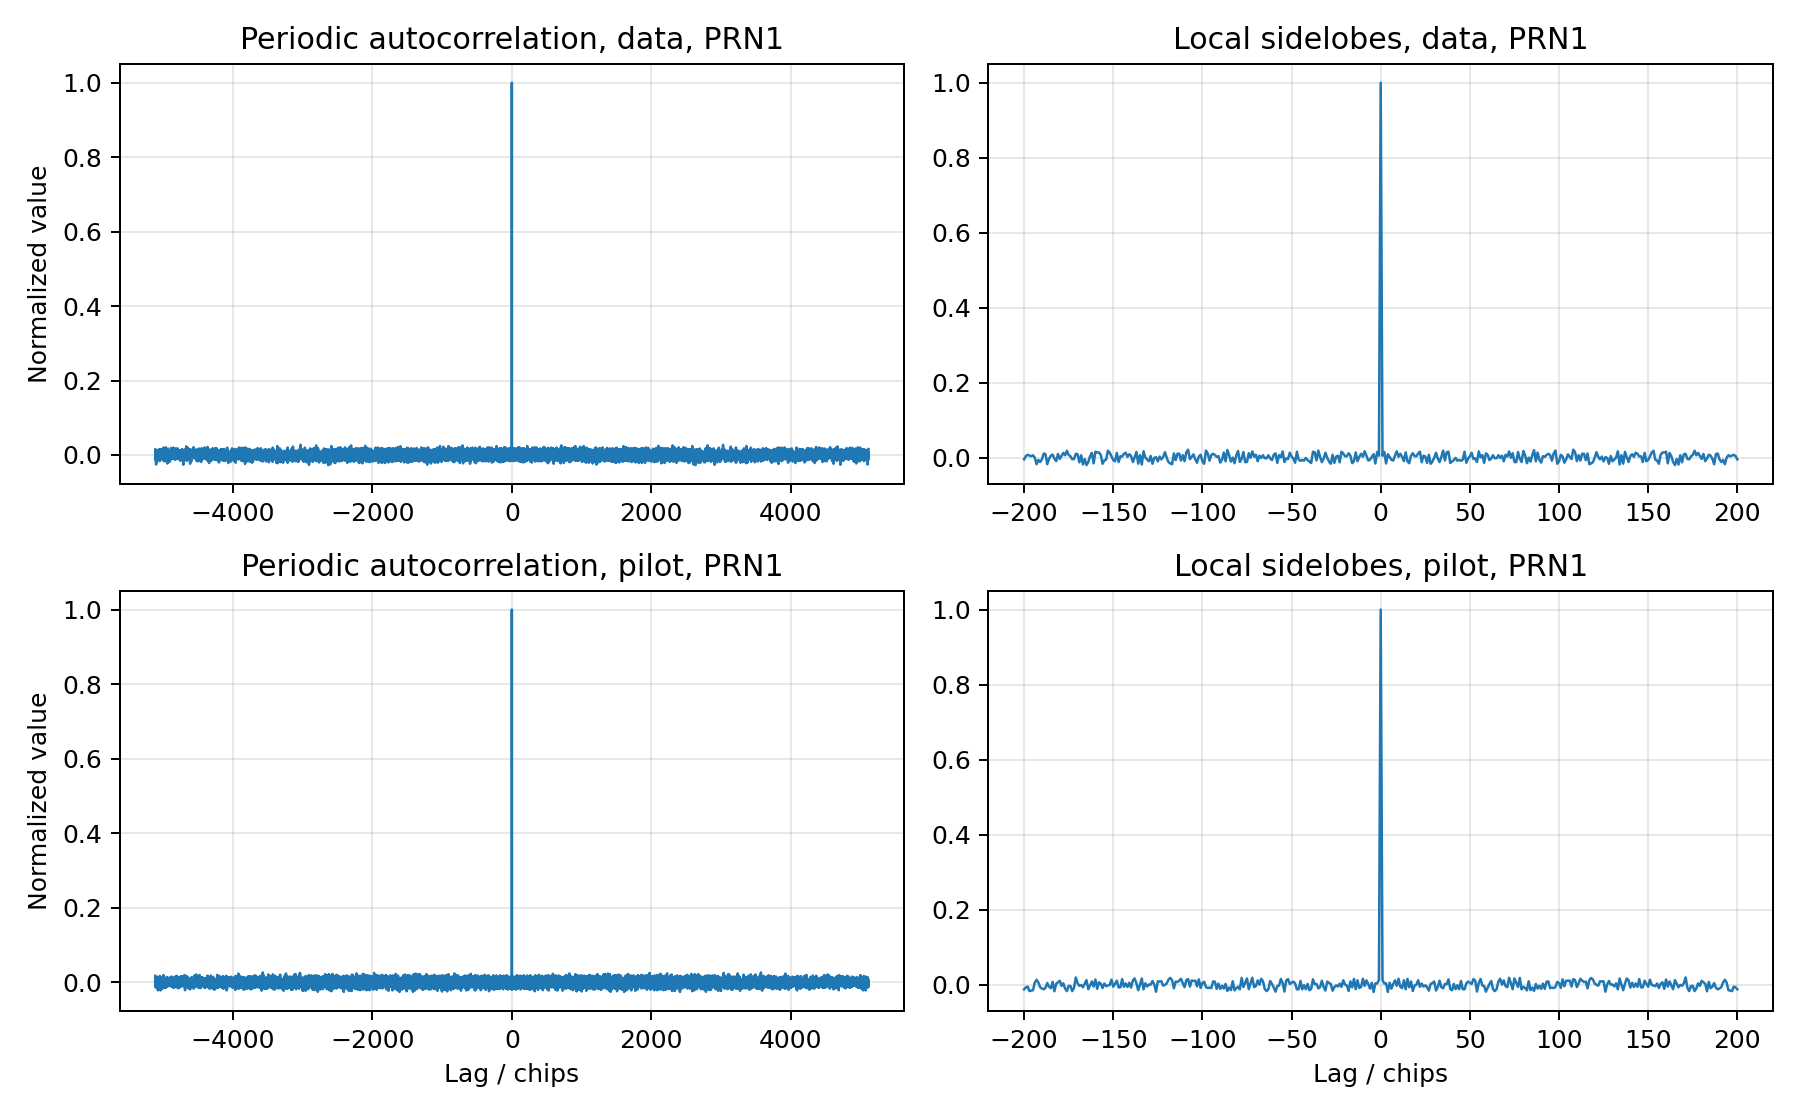 Periodic autocorrelation, data, PRN1
Normalized value
1.0
0.8
0.6
0.4
0.2
0.0
−4000 −2000 0 2000 4000
Local sidelobes, data, PRN1
1.0
0.8
0.6
0.4
0.2
0.0
−200 −150 −100 −50 0 50 100 150 200
Periodic autocorrelation, pilot, PRN1
Normalized value
1.0
0.8
0.6
0.4
0.2
0.0
−4000 −2000 0 2000 4000
Lag / chips
Local sidelobes, pilot, PRN1
1.0
0.8
0.6
0.4
0.2
0.0
−200 −150 −100 −50 0 50 100 150 200
Lag / chips